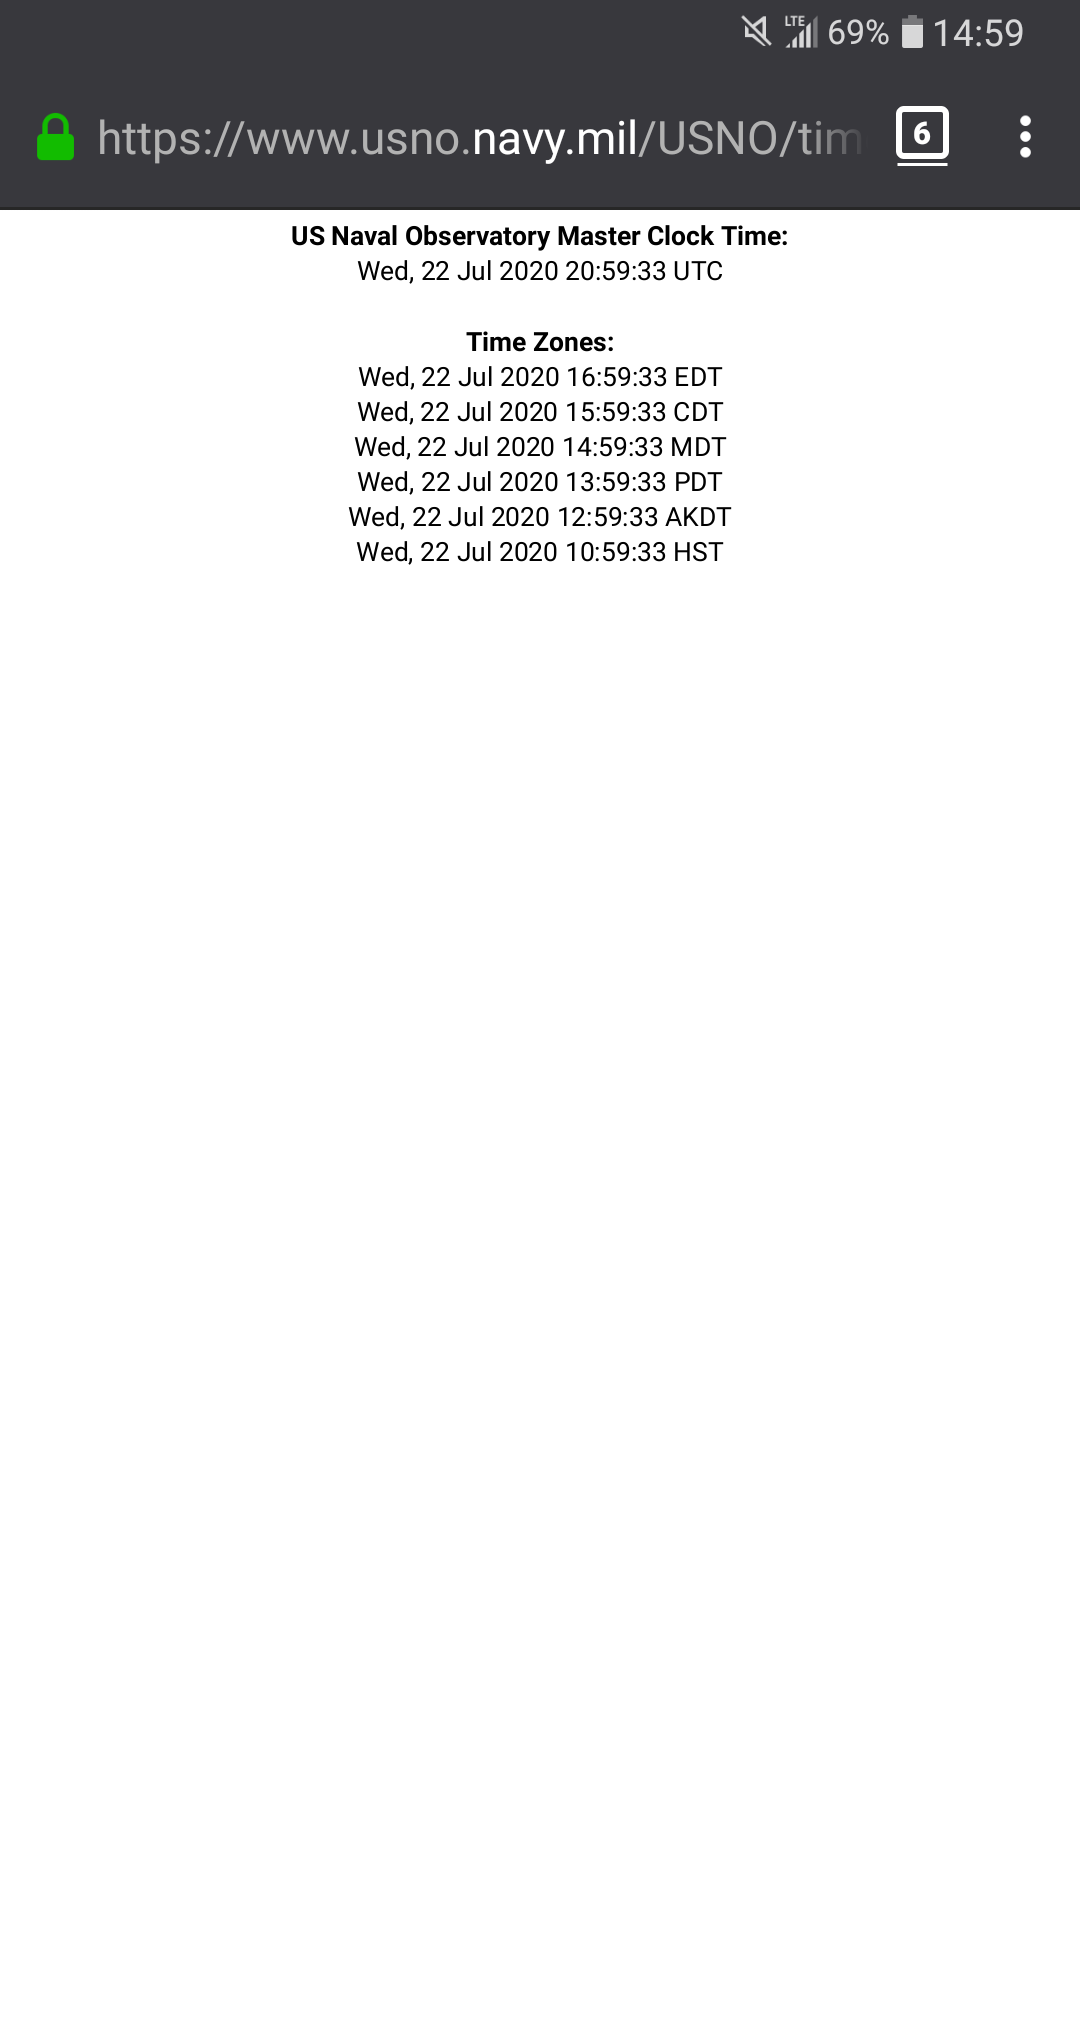 LTE 69% 14:59
https://www.usno.navy.mil/USNO/tim 6
US Naval Observatory Master Clock Time:
Wed, 22 Jul 2020 20:59:33 UTC
Time Zones:
Wed, 22 Jul 2020 16:59:33 EDT
Wed, 22 Jul 2020 15:59:33 CDT
Wed, 22 Jul 2020 14:59:33 MDT
Wed, 22 Jul 2020 13:59:33 PDT
Wed, 22 Jul 2020 12:59:33 AKDT
Wed, 22 Jul 2020 10:59:33 HST